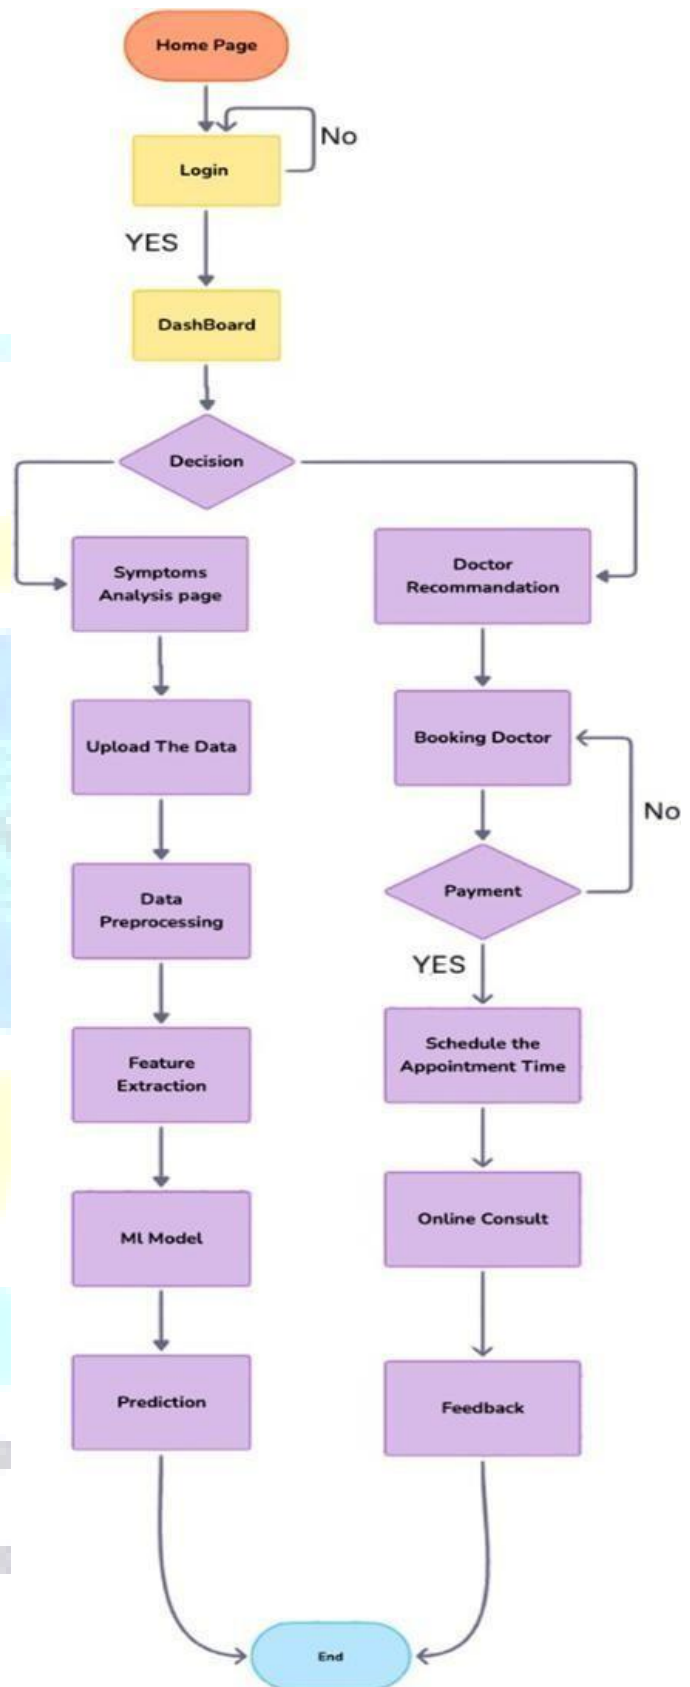 Home Page
No
Login
YES
DashBoard
Decision
Symptoms
Analysis page
Upload The Data
Data
Preprocessing
Feature
Extraction
Ml Model
Prediction
Doctor
Recommandation
Booking Doctor
No
Payment
YES
Schedule the
Appointment Time
Online Consult
Feedback
End